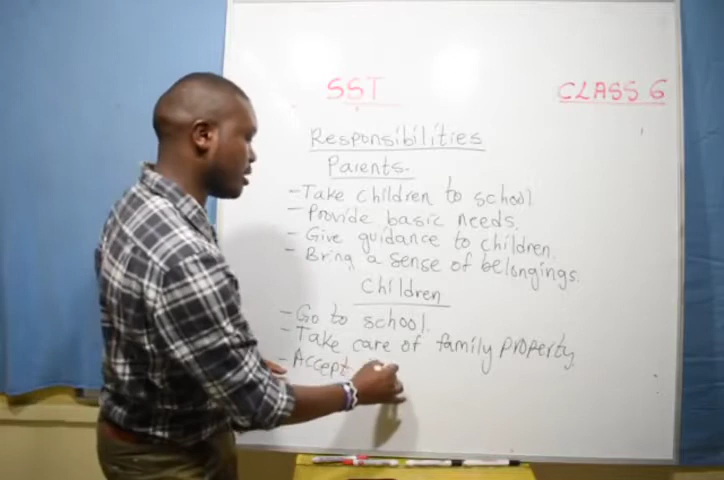 SST
CLASS 6
Responsibilities
Parents.
-Take children to school
- Provide basic needs.
- Give guidance to children.
- Bring a sense of belongings.
Children
- Go to school.
- Take care of family property.
- Accept